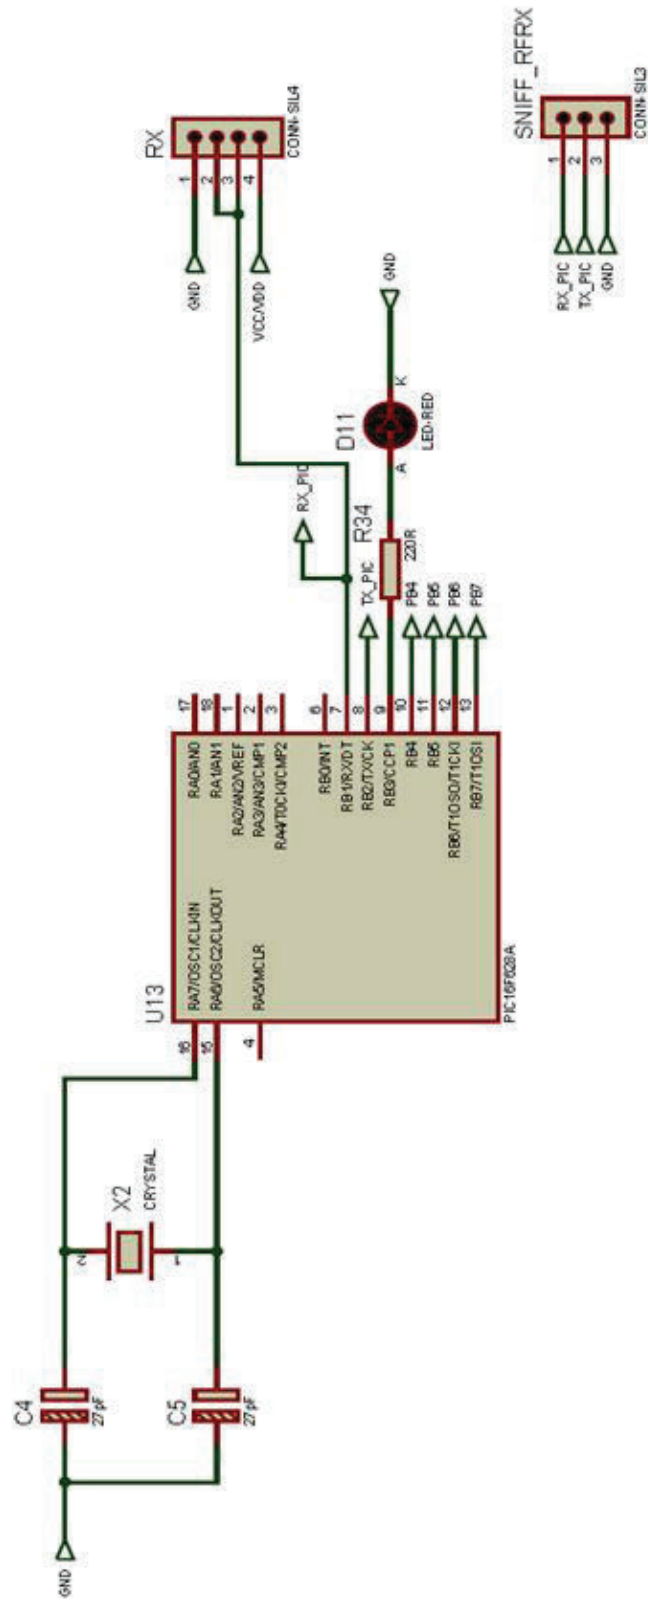 GND
C4
27pF
C5
27pF
2
1
X2
CRYSTAL
U13
16
15
4
RA7/OSC1/CLKIN
RA6/OSC2/CLKOUT
RA5/MCLR
RA0/AN0
RA1/AN1
RA2/AN2/VREF
RA3/AN3/CMP1
RA4/T0CKI/CMP2
RB0/INT
RB1/RX/DT
RB2/TX/CK
RB3/CCP1
RB4
RB5
RB6/T1OSO/T1CKI
RB7/T1OSI
17
18
1
2
3
6
7
8
9
10
11
12
13
PIC16F628A
RX_PIC
TX_PIC
PB4
PB5
PB6
PB7
R34
220R
D11
A
K
LED-RED
GND
RX
1
2
3
4
CONN-SIL4
GND
VCC/VDD
SNIFF_RFRX
1
2
3
CONN-SIL3
RX_PIC
TX_PIC
GND